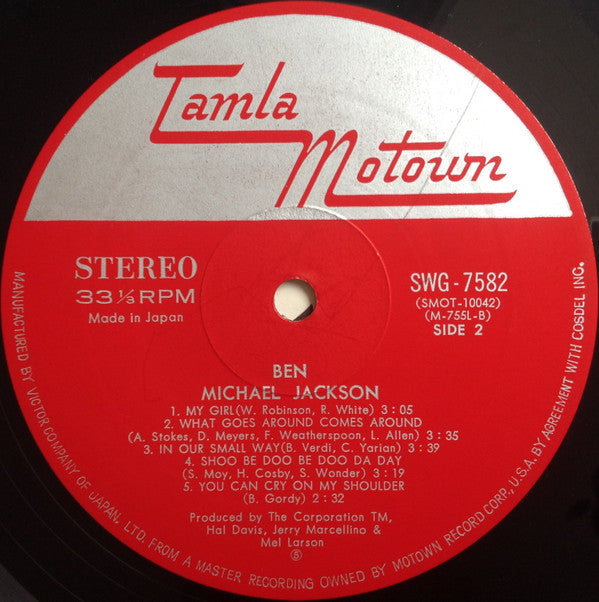 Tamla
Motown
STEREO
33⅓RPM
Made in Japan
SWG-7582
(SMOT-10042)
(M-755L-B)
SIDE 2
BEN
MICHAEL JACKSON
1. MY GIRL(W. Robinson, R. White) 3:05
2. WHAT GOES AROUND COMES AROUND
(A. Stokes, D. Meyers, F. Weatherspoon, L. Allen) 3:35
3. IN OUR SMALL WAY(B. Verdi, C. Yarian) 3:39
4. SHOO BE DOO BE DOO DA DAY
(S. Moy, H. Cosby, S. Wonder) 3:19
5. YOU CAN CRY ON MY SHOULDER
(B. Gordy) 2:32
Produced by The Corporation TM,
Hal Davis, Jerry Marcellino &
Mel Larson
Ⓢ
MANUFACTURED BY VICTOR COMPANY OF JAPAN, LTD. FROM A MASTER RECORDING OWNED BY MOTOWN RECORD CORP., U.S.A. BY AGREEMENT WITH COSDEL INC.